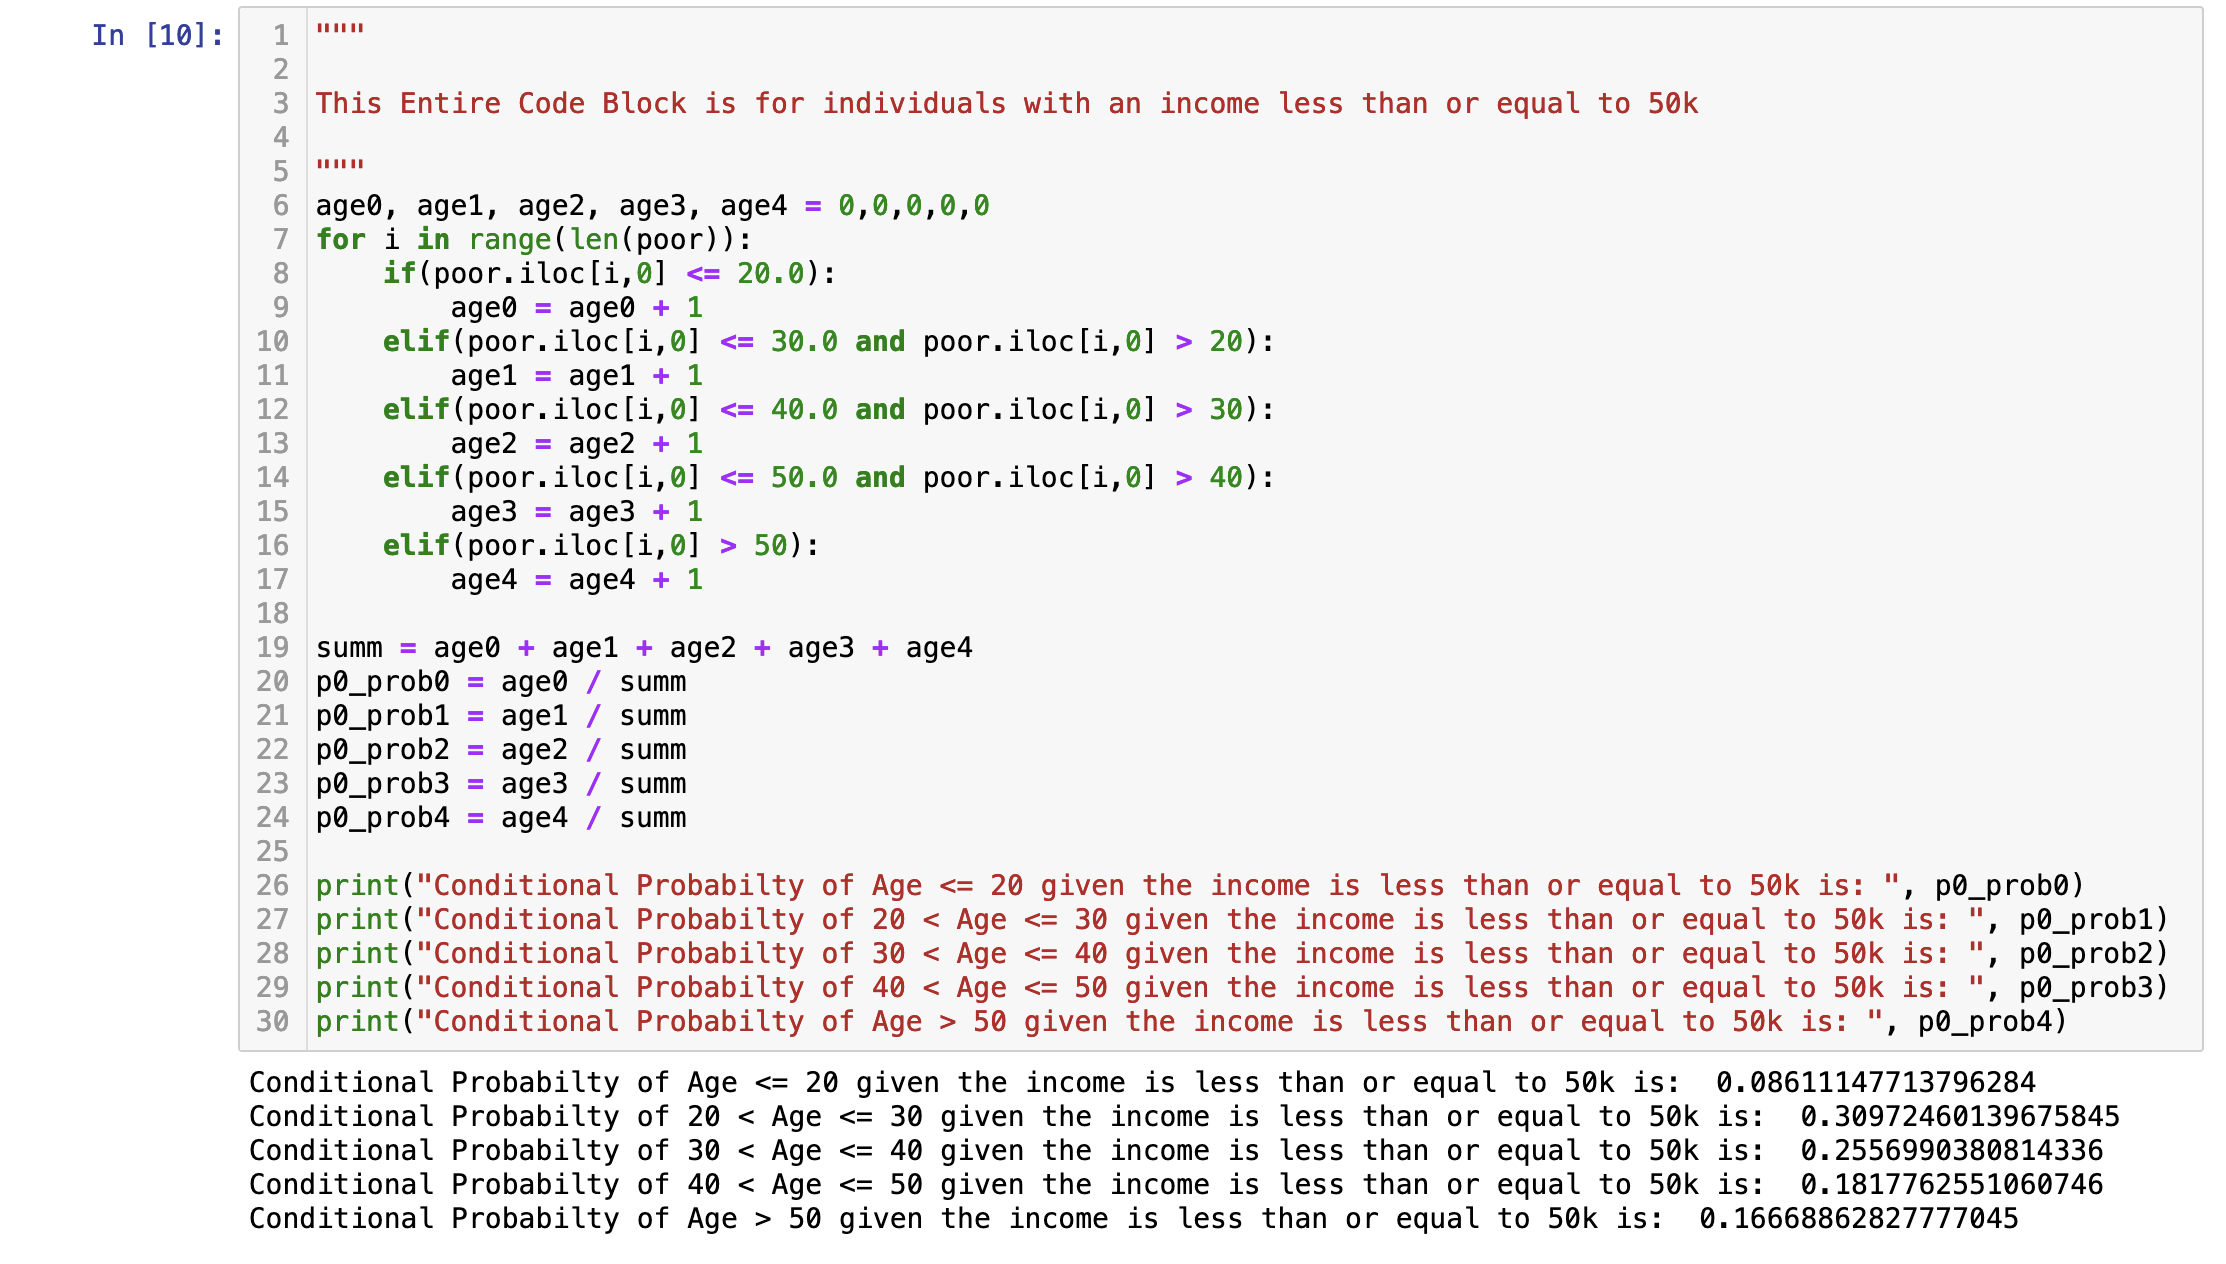 In [10]:
1 """
2
3 This Entire Code Block is for individuals with an income less than or equal to 50k
4
5 """
6 age0, age1, age2, age3, age4 = 0,0,0,0,0
7 for i in range(len(poor)):
8     if(poor.iloc[i,0] <= 20.0):
9         age0 = age0 + 1
10     elif(poor.iloc[i,0] <= 30.0 and poor.iloc[i,0] > 20):
11         age1 = age1 + 1
12     elif(poor.iloc[i,0] <= 40.0 and poor.iloc[i,0] > 30):
13         age2 = age2 + 1
14     elif(poor.iloc[i,0] <= 50.0 and poor.iloc[i,0] > 40):
15         age3 = age3 + 1
16     elif(poor.iloc[i,0] > 50):
17         age4 = age4 + 1
18
19 summ = age0 + age1 + age2 + age3 + age4
20 p0_prob0 = age0 / summ
21 p0_prob1 = age1 / summ
22 p0_prob2 = age2 / summ
23 p0_prob3 = age3 / summ
24 p0_prob4 = age4 / summ
25
26 print("Conditional Probabilty of Age <= 20 given the income is less than or equal to 50k is: ", p0_prob0)
27 print("Conditional Probabilty of 20 < Age <= 30 given the income is less than or equal to 50k is: ", p0_prob1)
28 print("Conditional Probabilty of 30 < Age <= 40 given the income is less than or equal to 50k is: ", p0_prob2)
29 print("Conditional Probabilty of 40 < Age <= 50 given the income is less than or equal to 50k is: ", p0_prob3)
30 print("Conditional Probabilty of Age > 50 given the income is less than or equal to 50k is: ", p0_prob4)
Conditional Probabilty of Age <= 20 given the income is less than or equal to 50k is:  0.08611147713796284
Conditional Probabilty of 20 < Age <= 30 given the income is less than or equal to 50k is:  0.30972460139675845
Conditional Probabilty of 30 < Age <= 40 given the income is less than or equal to 50k is:  0.2556990380814336
Conditional Probabilty of 40 < Age <= 50 given the income is less than or equal to 50k is:  0.1817762551060746
Conditional Probabilty of Age > 50 given the income is less than or equal to 50k is:  0.16668862827777045